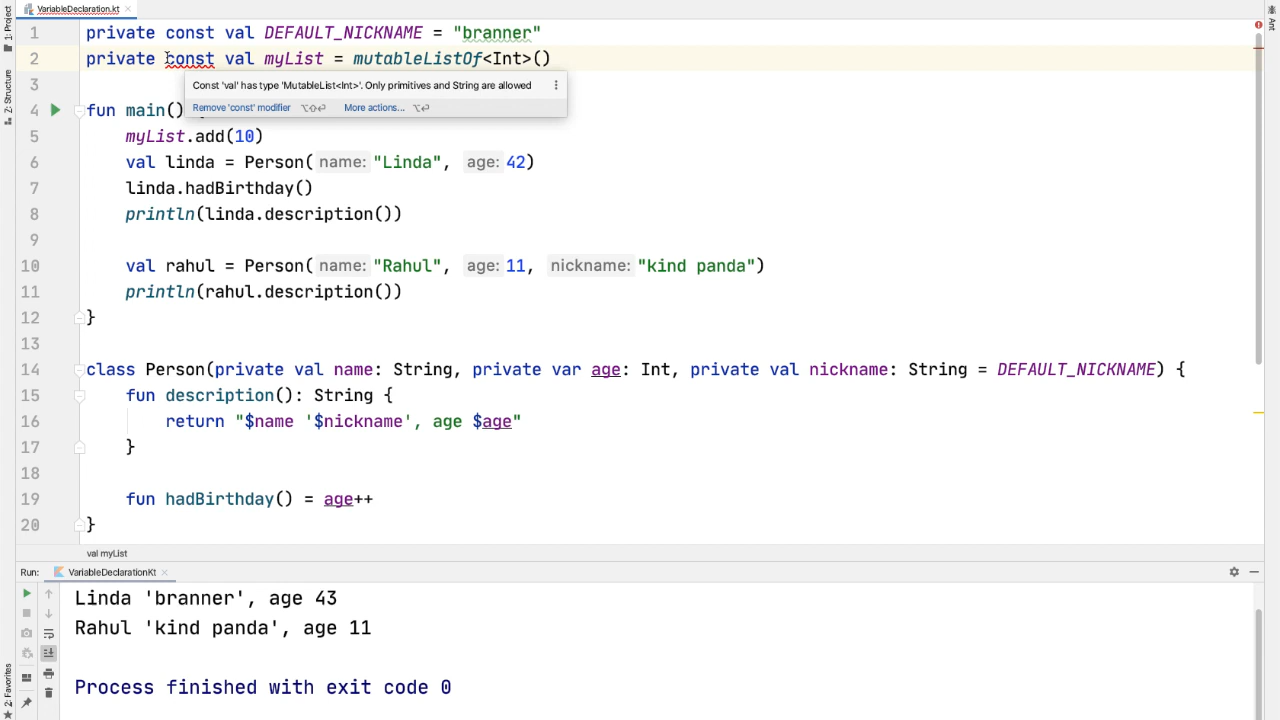 VariableDeclaration.kt
1: Project
2: Structure
Ant
1 private const val DEFAULT_NICKNAME = "branner"
2 private const val myList = mutableListOf<Int>()
3
Const 'val' has type 'MutableList<Int>'. Only primitives and String are allowed
Remove 'const' modifier ⌥⇧⏎ More actions... ⌥⏎
4 fun main() {
5 myList.add(10)
6 val linda = Person( name: "Linda", age: 42)
7 linda.hadBirthday()
8 println(linda.description())
9
10 val rahul = Person( name: "Rahul", age: 11, nickname: "kind panda")
11 println(rahul.description())
12 }
13
14 class Person(private val name: String, private var age: Int, private val nickname: String = DEFAULT_NICKNAME) {
15 fun description(): String {
16 return "$name '$nickname', age $age"
17 }
18
19 fun hadBirthday() = age++
20 }
val myList
Run: VariableDeclarationKt
Linda 'branner', age 43
Rahul 'kind panda', age 11
Process finished with exit code 0
2: Favorites